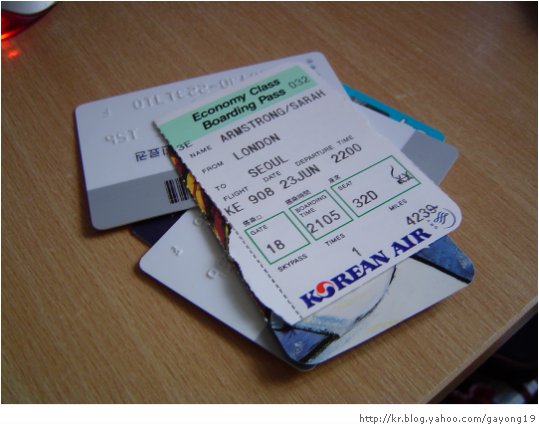 Economy Class
Boarding Pass 032
3E
NAME ARMSTRONG/SARAH
FROM LONDON
TO SEOUL
FLIGHT DATE DEPARTURE TIME
KE 908 23JUN 2200
GATE
18
BOARDING TIME
2105
SEAT
32D
SKYPASS TIMES 1 MILES 4239
KOREAN AIR
http://kr.blog.yahoo.com/gayong19